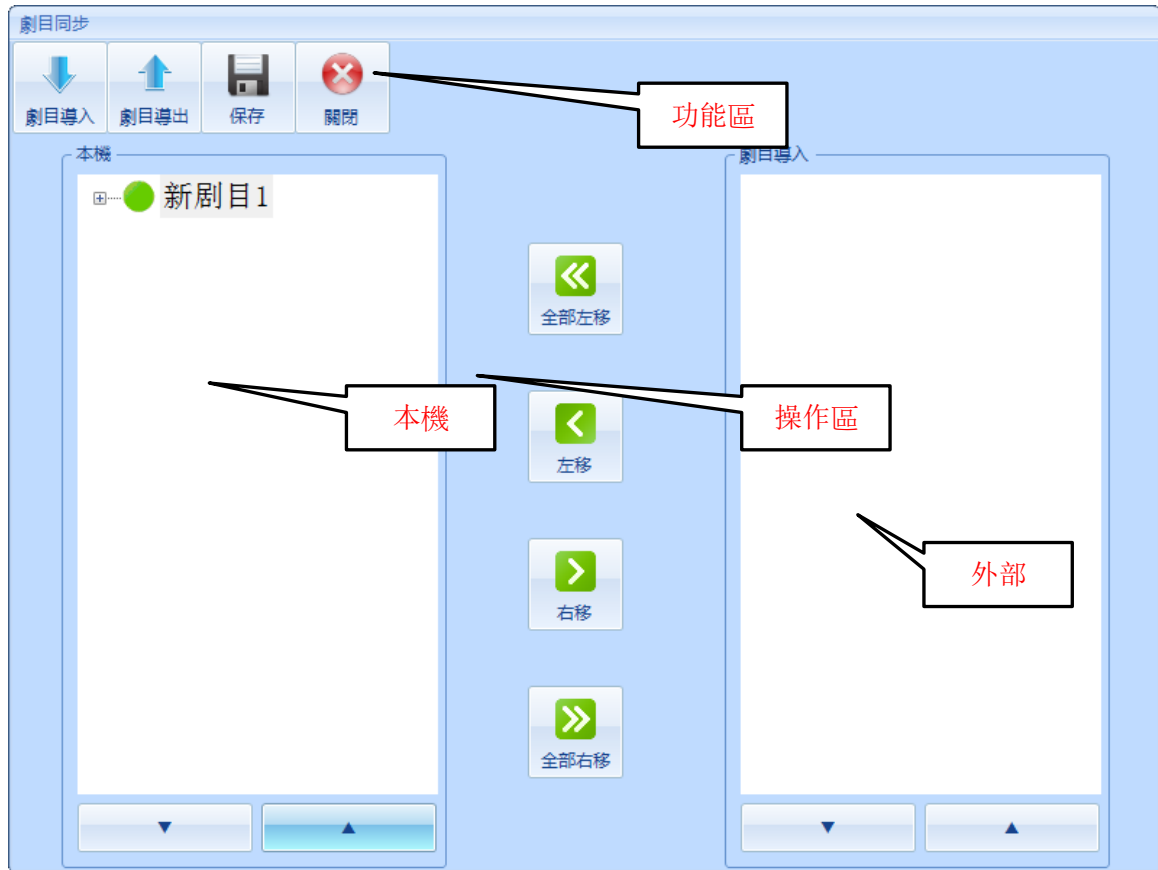 劇目同步
劇目導入
劇目導出
保存
關閉
功能區
本機
劇目導入
新剧目1
全部左移
本機
操作區
左移
外部
右移
全部右移